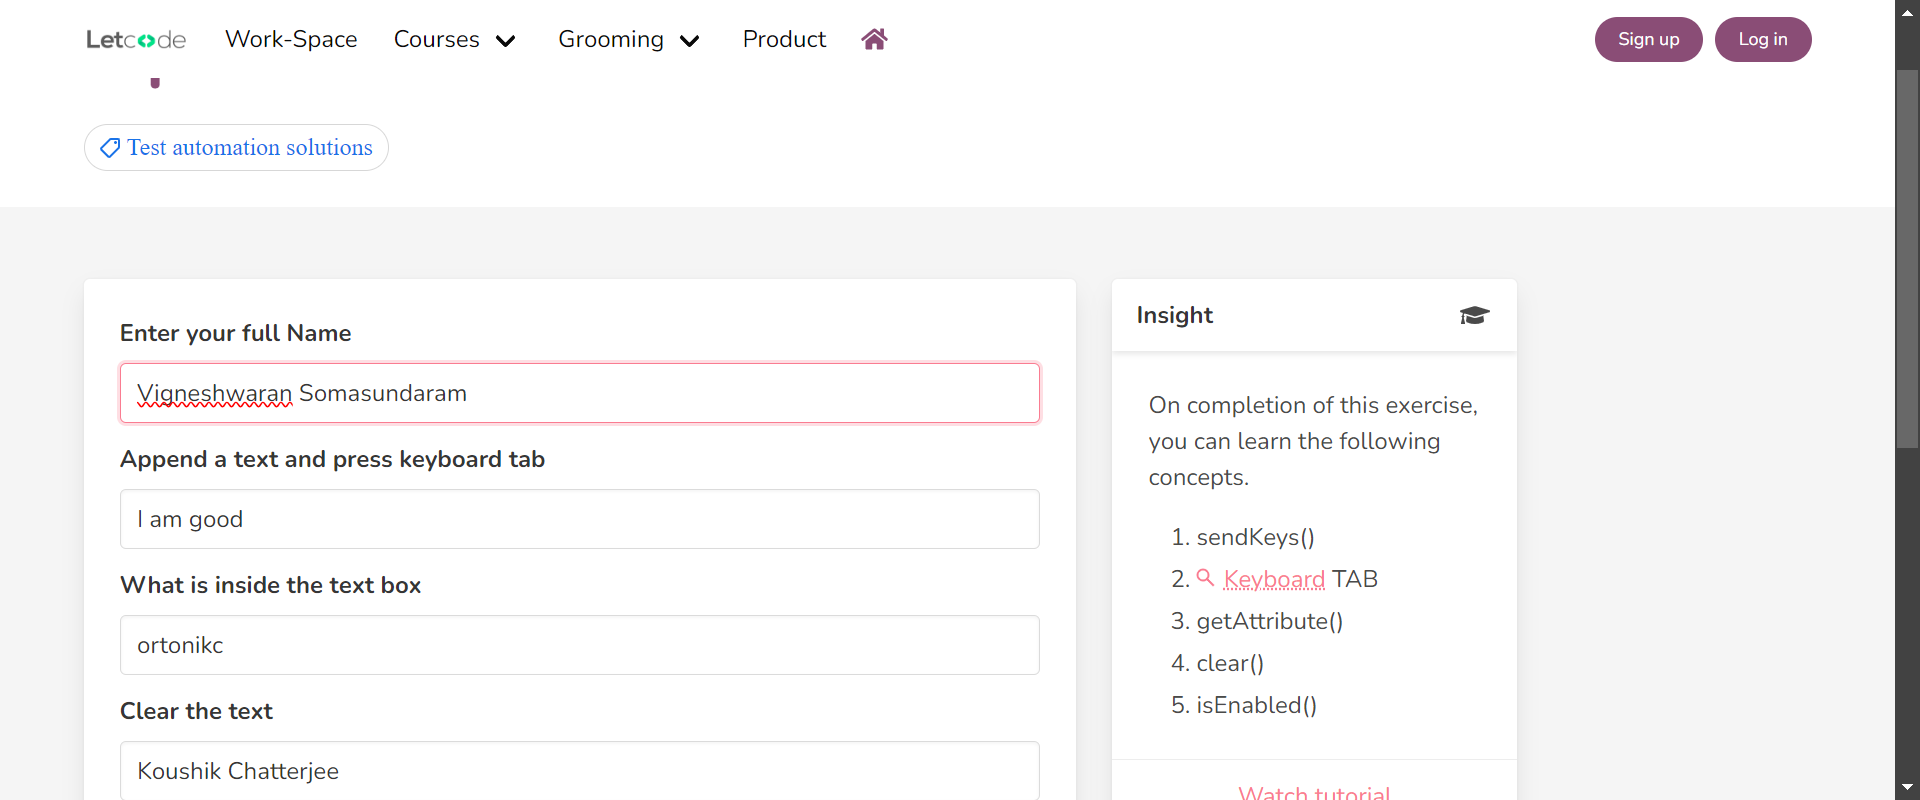 Letcode Work-Space Courses Grooming Product Sign up Log in
Test automation solutions
Enter your full Name
Vigneshwaran Somasundaram
Append a text and press keyboard tab
I am good
What is inside the text box
ortonikc
Clear the text
Koushik Chatterjee
Insight
On completion of this exercise,
you can learn the following
concepts.
1. sendKeys()
2. Keyboard TAB
3. getAttribute()
4. clear()
5. isEnabled()
Watch tutorial